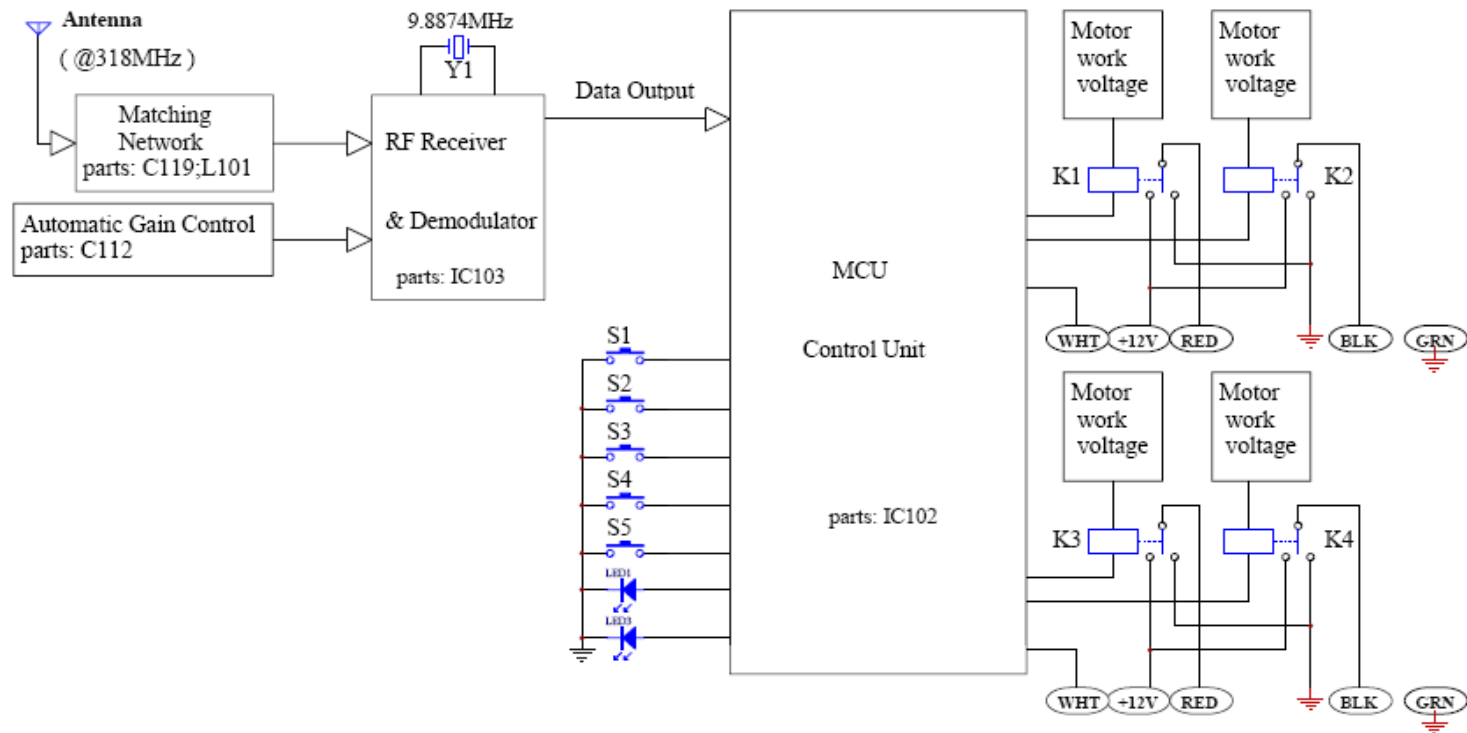 Antenna
( @318MHz )
9.8874MHz
Y1
Matching
Network
parts: C119;L101
Automatic Gain Control
parts: C112
RF Receiver
& Demodulator
parts: IC103
Data Output
MCU
Control Unit
parts: IC102
S1
S2
S3
S4
S5
LED1
LED3
Motor
work
voltage
Motor
work
voltage
K1
K2
WHT
+12V
RED
BLK
GRN
Motor
work
voltage
Motor
work
voltage
K3
K4
WHT
+12V
RED
BLK
GRN